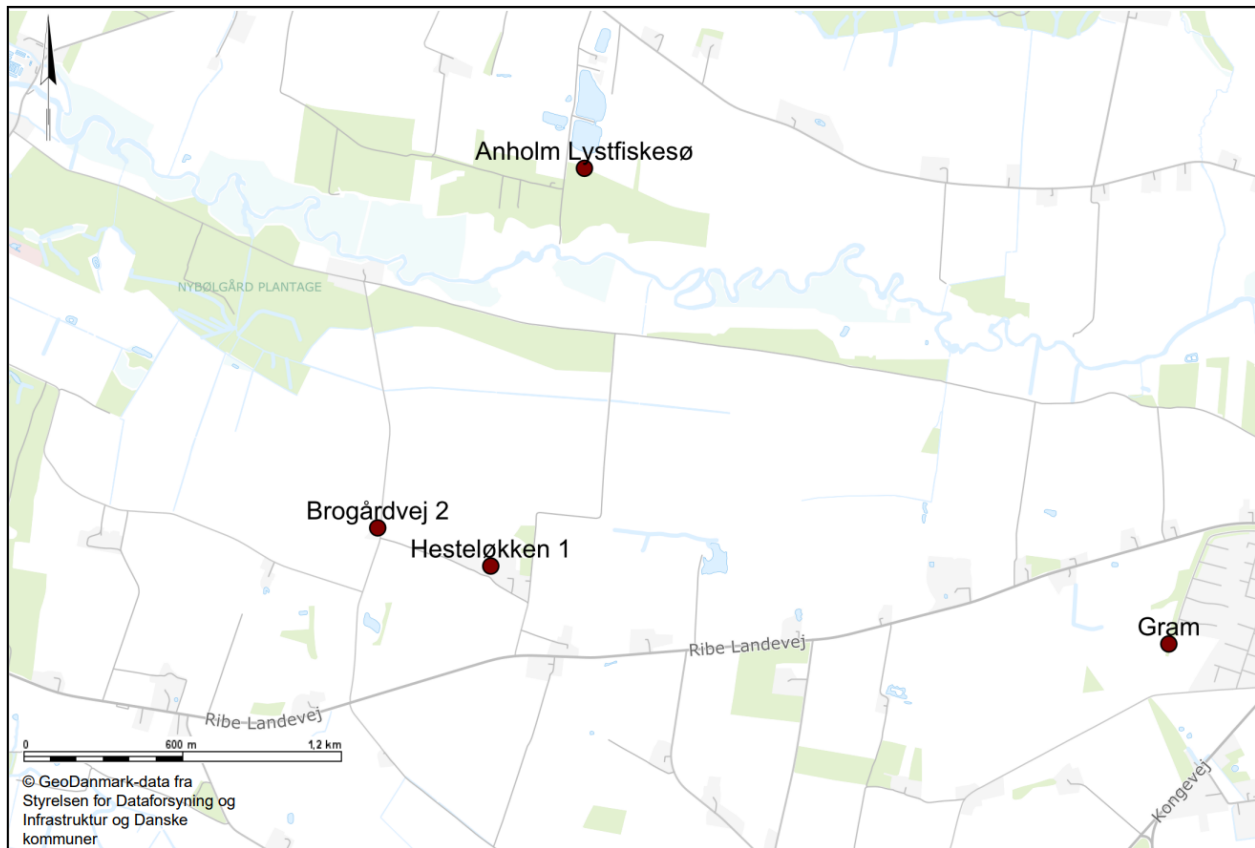 Anholm Lystfiskesø
NYBØLGÅRD PLANTAGE
Brogårdvej 2
Hesteløkken 1
Gram
Ribe Landevej
Ribe Landevej
Kongevej
0 600 m 1,2 km
© GeoDanmark-data fra
Styrelsen for Dataforsyning og
Infrastruktur og Danske
kommuner